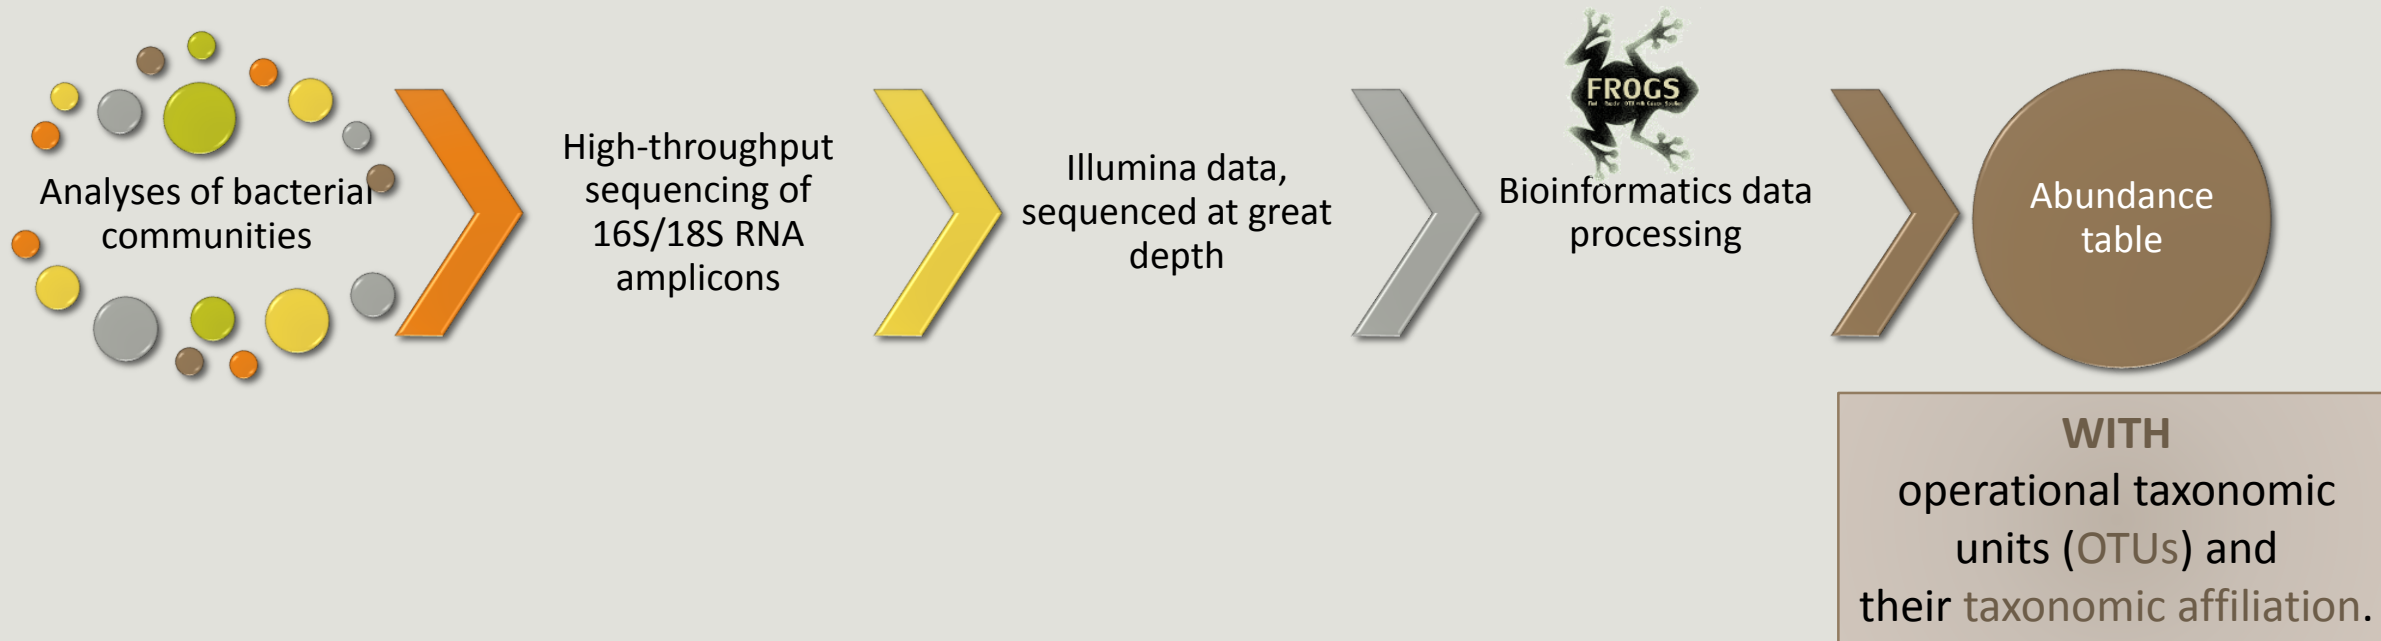 Analyses of bacterial
communities
High-throughput
sequencing of
16S/18S RNA
amplicons
Illumina data,
sequenced at great
depth
FROGS
Bioinformatics data
processing
Abundance
table
WITH
operational taxonomic
units (OTUs) and
their taxonomic affiliation.